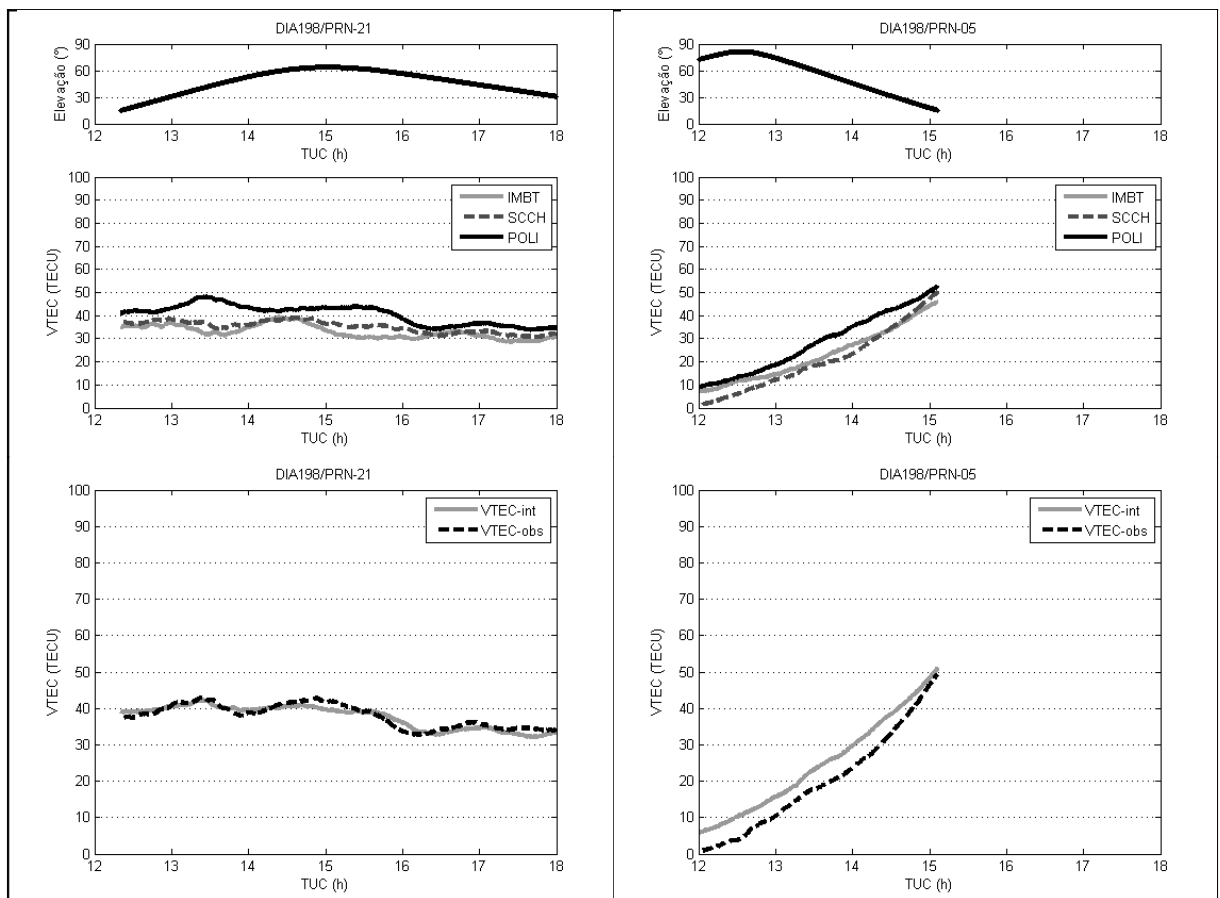 DIA198/PRN-21
Elevação (º)
90
60
30
0
12 13 14 15 16 17 18
TUC (h)
VTEC (TECU)
100
90
80
70
60
50
40
30
20
10
0
IMBT
SCCH
POLI
12 13 14 15 16 17 18
TUC (h)
DIA198/PRN-05
Elevação (º)
90
60
30
0
12 13 14 15 16 17 18
TUC (h)
VTEC (TECU)
100
90
80
70
60
50
40
30
20
10
0
IMBT
SCCH
POLI
12 13 14 15 16 17 18
TUC (h)
DIA198/PRN-21
VTEC (TECU)
100
90
80
70
60
50
40
30
20
10
0
VTEC-int
VTEC-obs
12 13 14 15 16 17 18
TUC (h)
DIA198/PRN-05
VTEC (TECU)
100
90
80
70
60
50
40
30
20
10
0
VTEC-int
VTEC-obs
12 13 14 15 16 17 18
TUC (h)